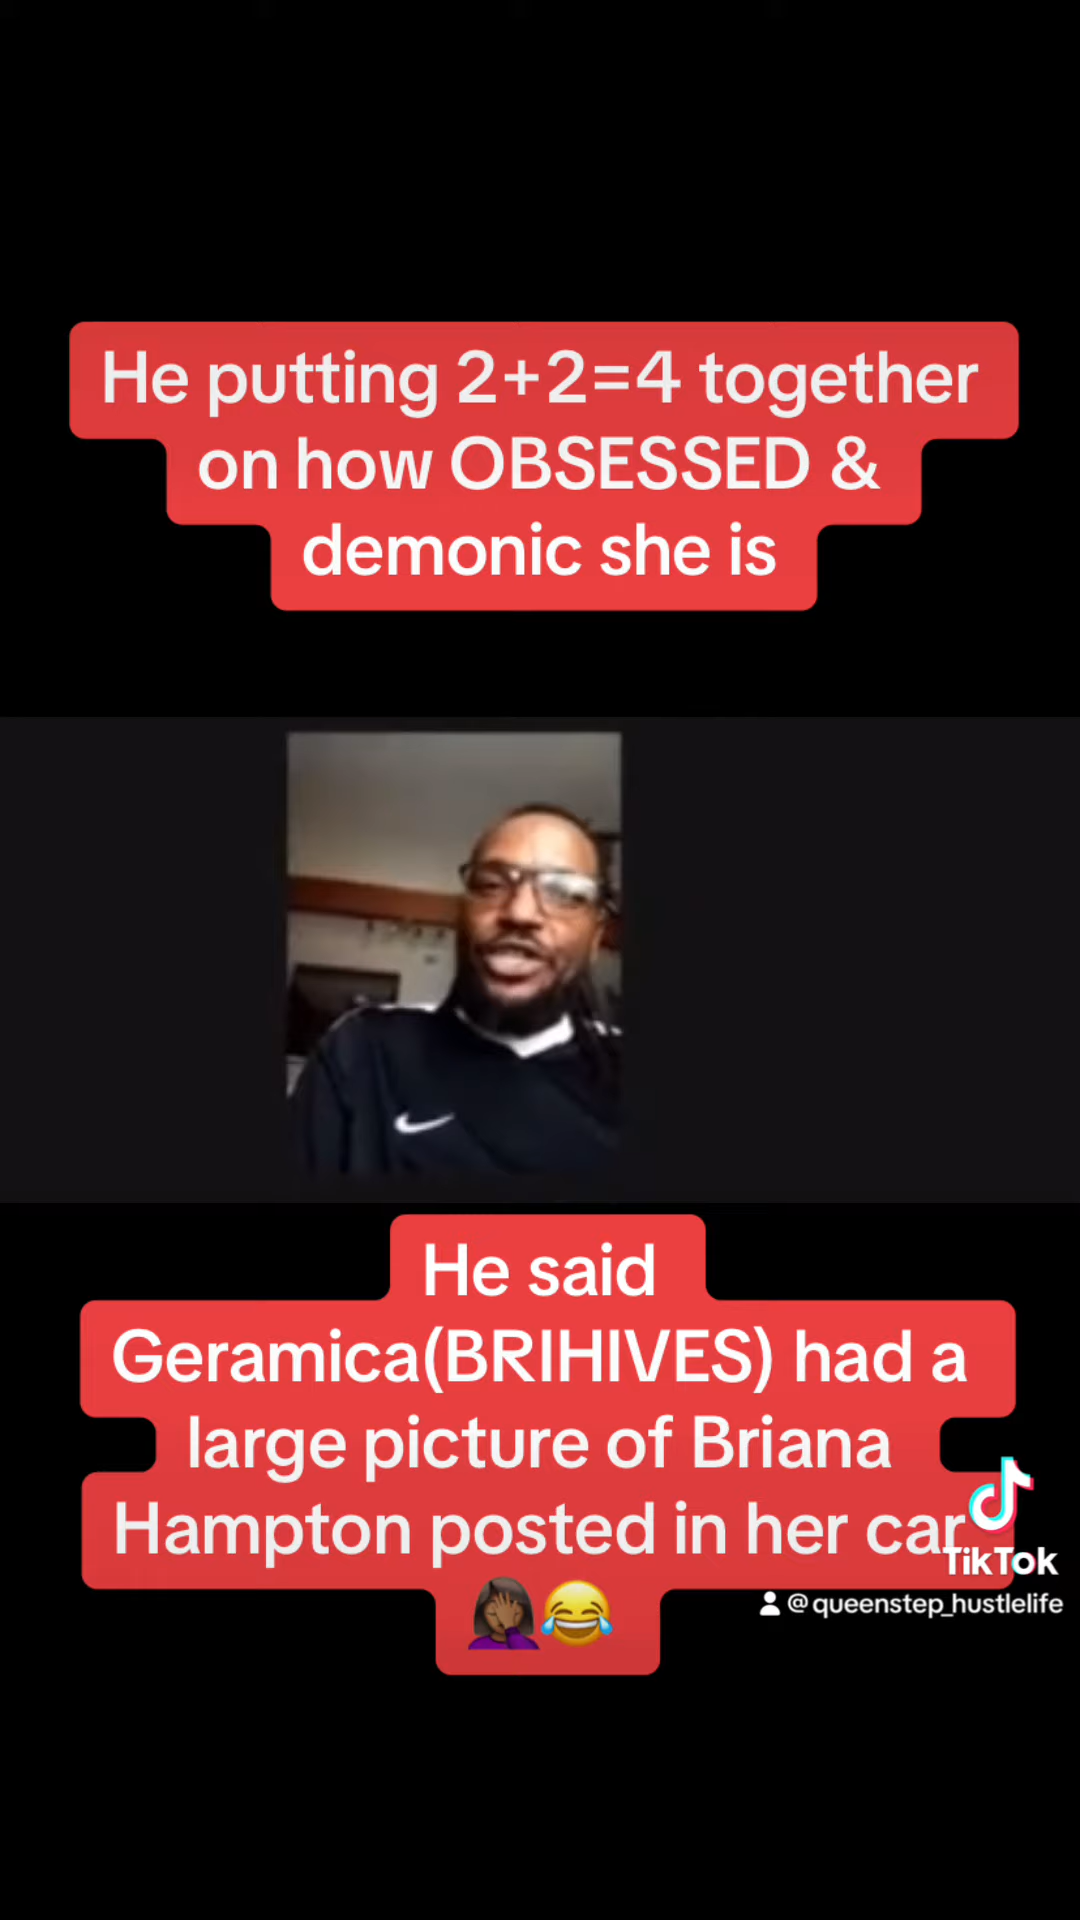 He putting 2+2=4 together
on how OBSESSED &
demonic she is
He said
Geramica(BRIHIVES) had a
large picture of Briana
Hampton posted in her car
🤦🏾‍♀️😂
TikTok
@queenstep_hustlelife